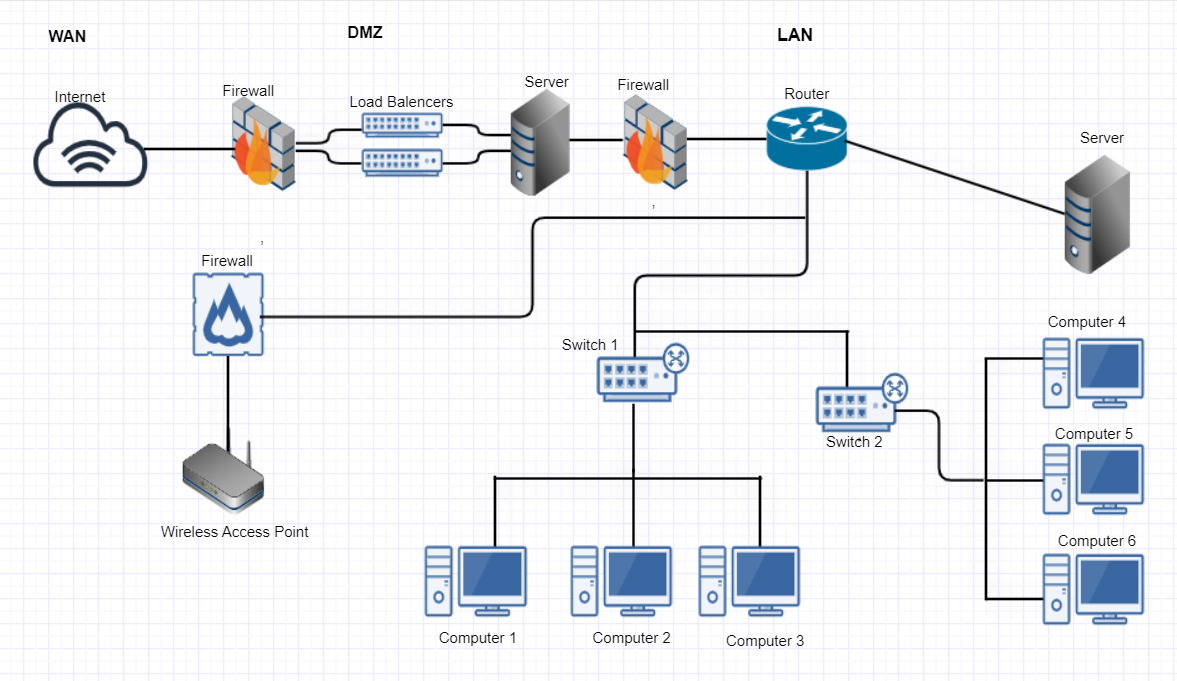 WAN
DMZ
LAN
Internet
Firewall
Load Balencers
Server
Firewall
Router
Server
,
,
Firewall
Wireless Access Point
Switch 1
Switch 2
Computer 4
Computer 5
Computer 6
Computer 1
Computer 2
Computer 3